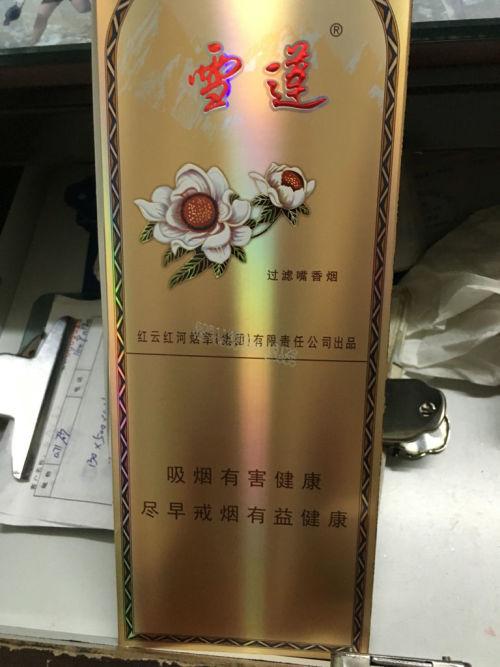 雪莲®
过滤嘴香烟
红云红河烟草(集团)有限责任公司出品
吸烟有害健康
尽早戒烟有益健康